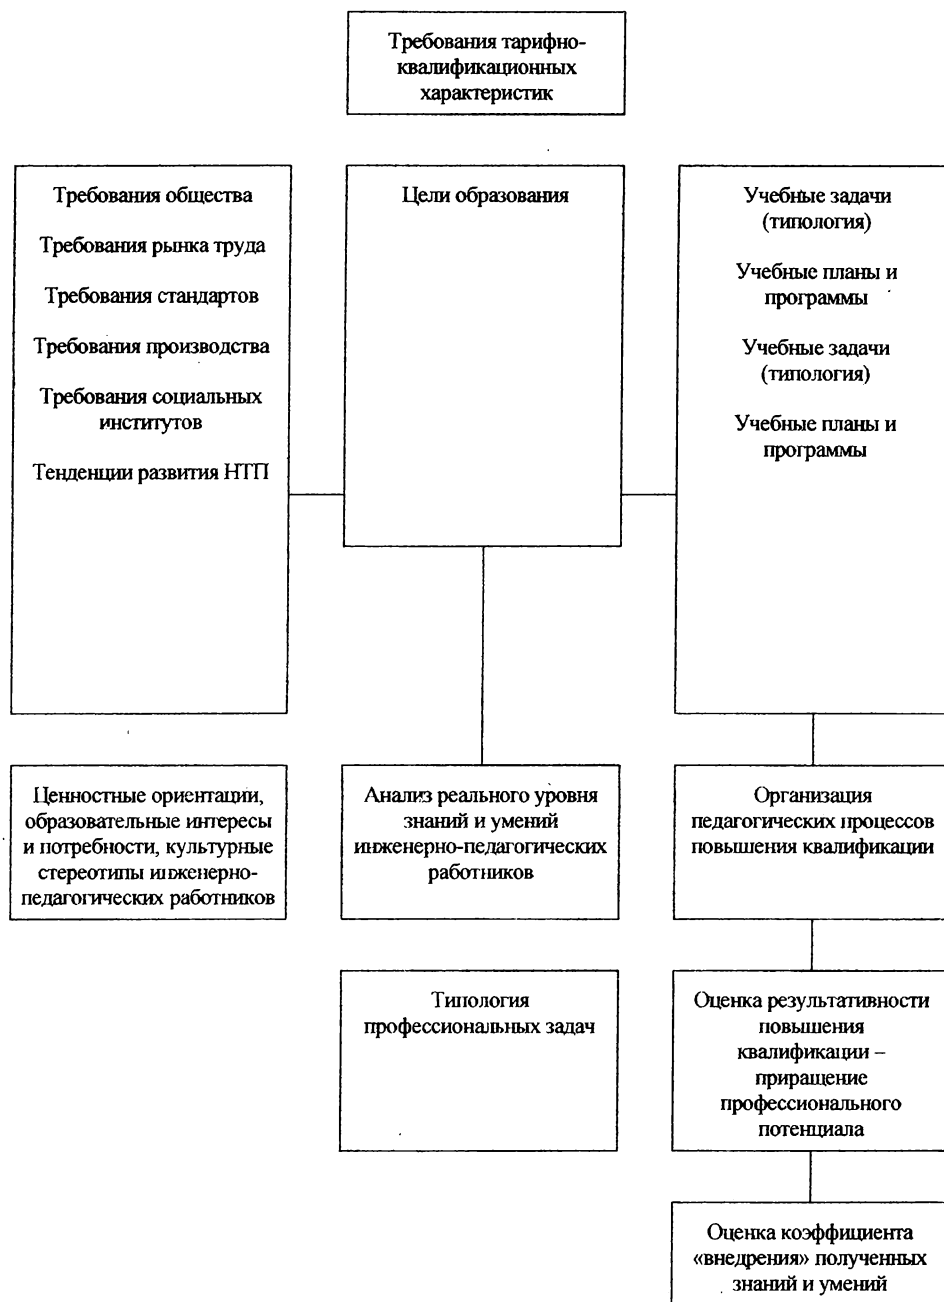 Требования тарифно-
квалификационных
характеристик
Требования общества
Требования рынка труда
Требования стандартов
Требования производства
Требования социальных
институтов
Тенденции развития НТП
Цели образования
Учебные задачи
(типология)
Учебные планы и
программы
Учебные задачи
(типология)
Учебные планы и
программы
Ценностные ориентации,
образовательные интересы
и потребности, культурные
стереотипы инженерно-
педагогических работников
Анализ реального уровня
знаний и умений
инженерно-педагогических
работников
Организация
педагогических процессов
повышения квалификации
Типология
профессиональных задач
Оценка результативности
повышения
квалификации –
приращение
профессионального
потенциала
Оценка коэффициента
«внедрения» полученных
знаний и умений